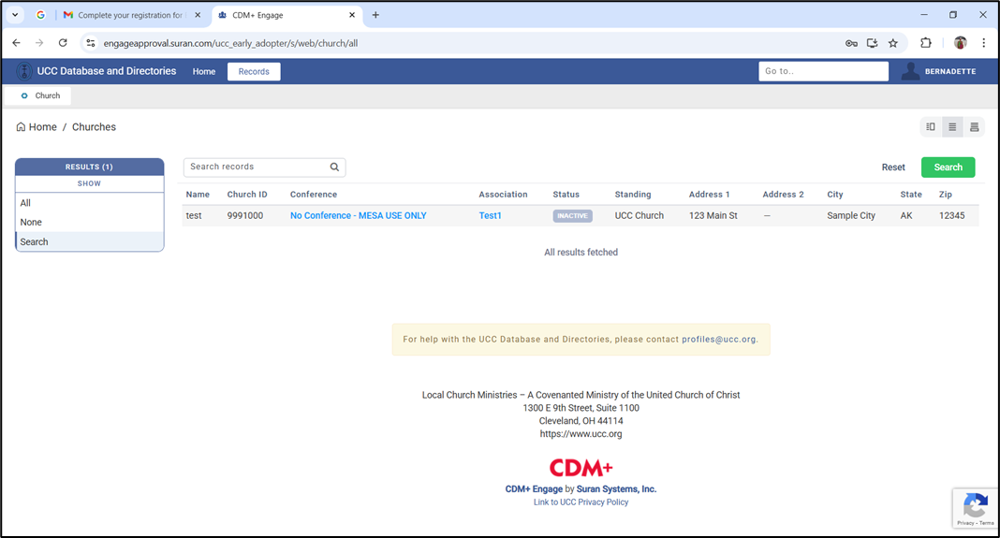 Complete your registration for
CDM+ Engage
engageapproval.suran.com/ucc_early_adopter/s/web/church/all
UCC Database and Directories Home Records Go to.. BERNADETTE
Church
Home / Churches
RESULTS (1)
SHOW
All
None
Search
Search records Reset Search
Name Church ID Conference Association Status Standing Address 1 Address 2 City State Zip
test 9991000 No Conference - MESA USE ONLY Test1 INACTIVE UCC Church 123 Main St — Sample City AK 12345
All results fetched
For help with the UCC Database and Directories, please contact profiles@ucc.org.
Local Church Ministries – A Covenanted Ministry of the United Church of Christ
1300 E 9th Street, Suite 1100
Cleveland, OH 44114
https://www.ucc.org
CDM+
CDM+ Engage by Suran Systems, Inc.
Link to UCC Privacy Policy
Privacy - Terms